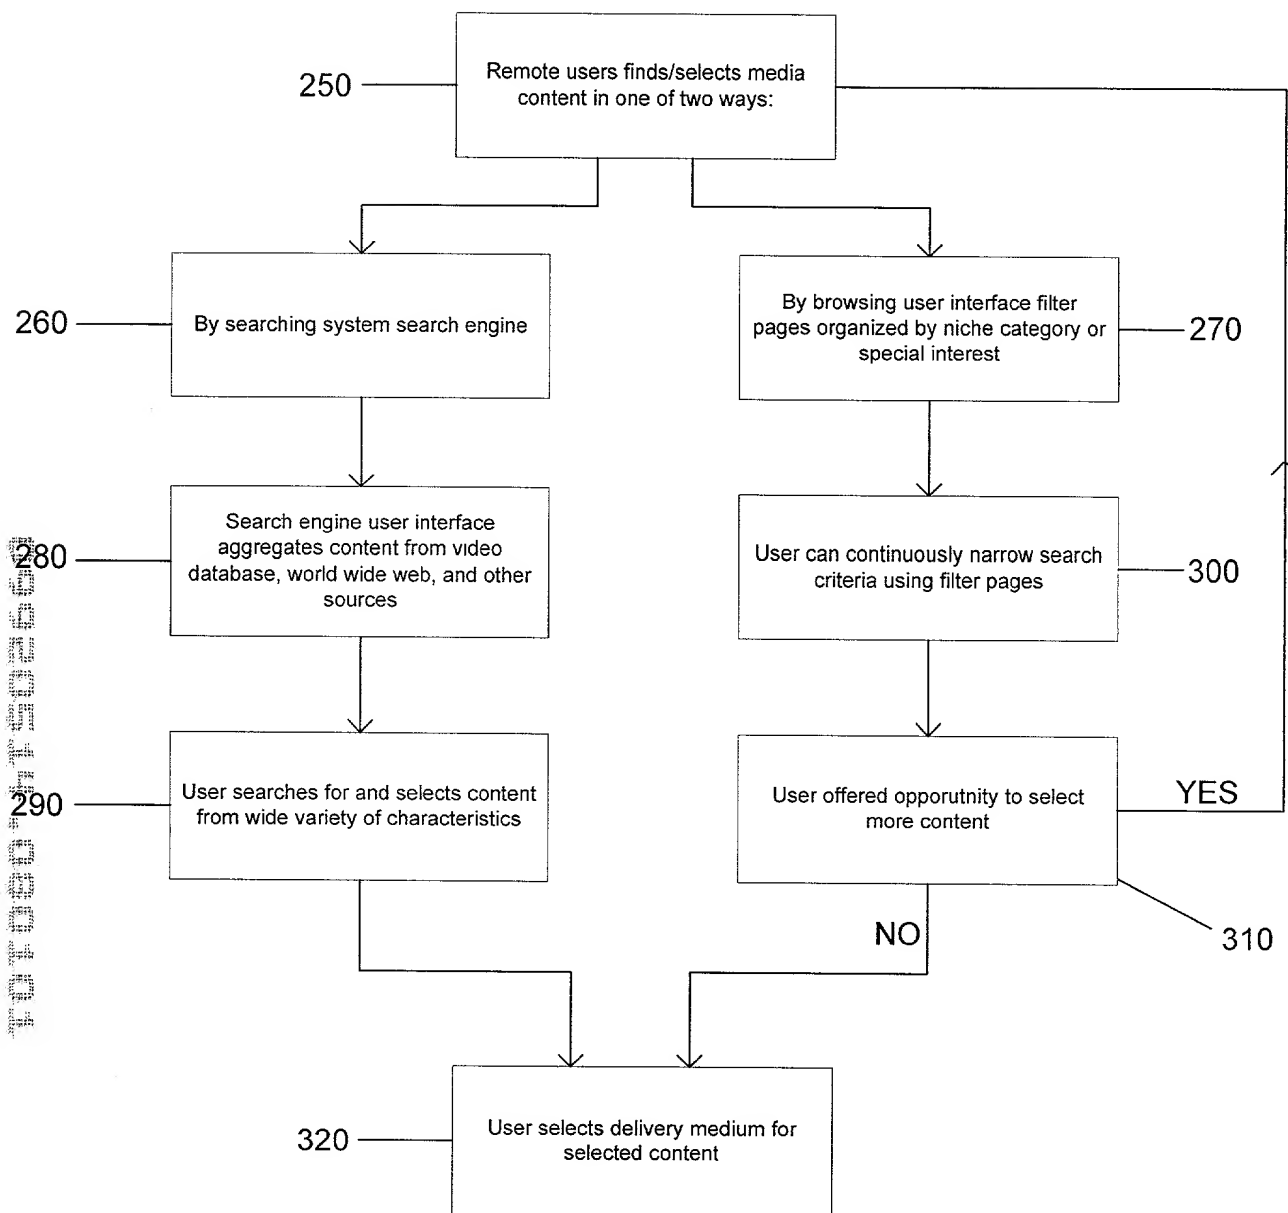 Remote users finds/selects media
content in one of two ways:
250
By searching system search engine
260
By browsing user interface filter
pages organized by niche category or
special interest
270
Search engine user interface
aggregates content from video
database, world wide web, and other
sources
280
User can continuously narrow search
criteria using filter pages
300
User searches for and selects content
from wide variety of characteristics
290
User offered opporutnity to select
more content
YES
310
NO
User selects delivery medium for
selected content
320